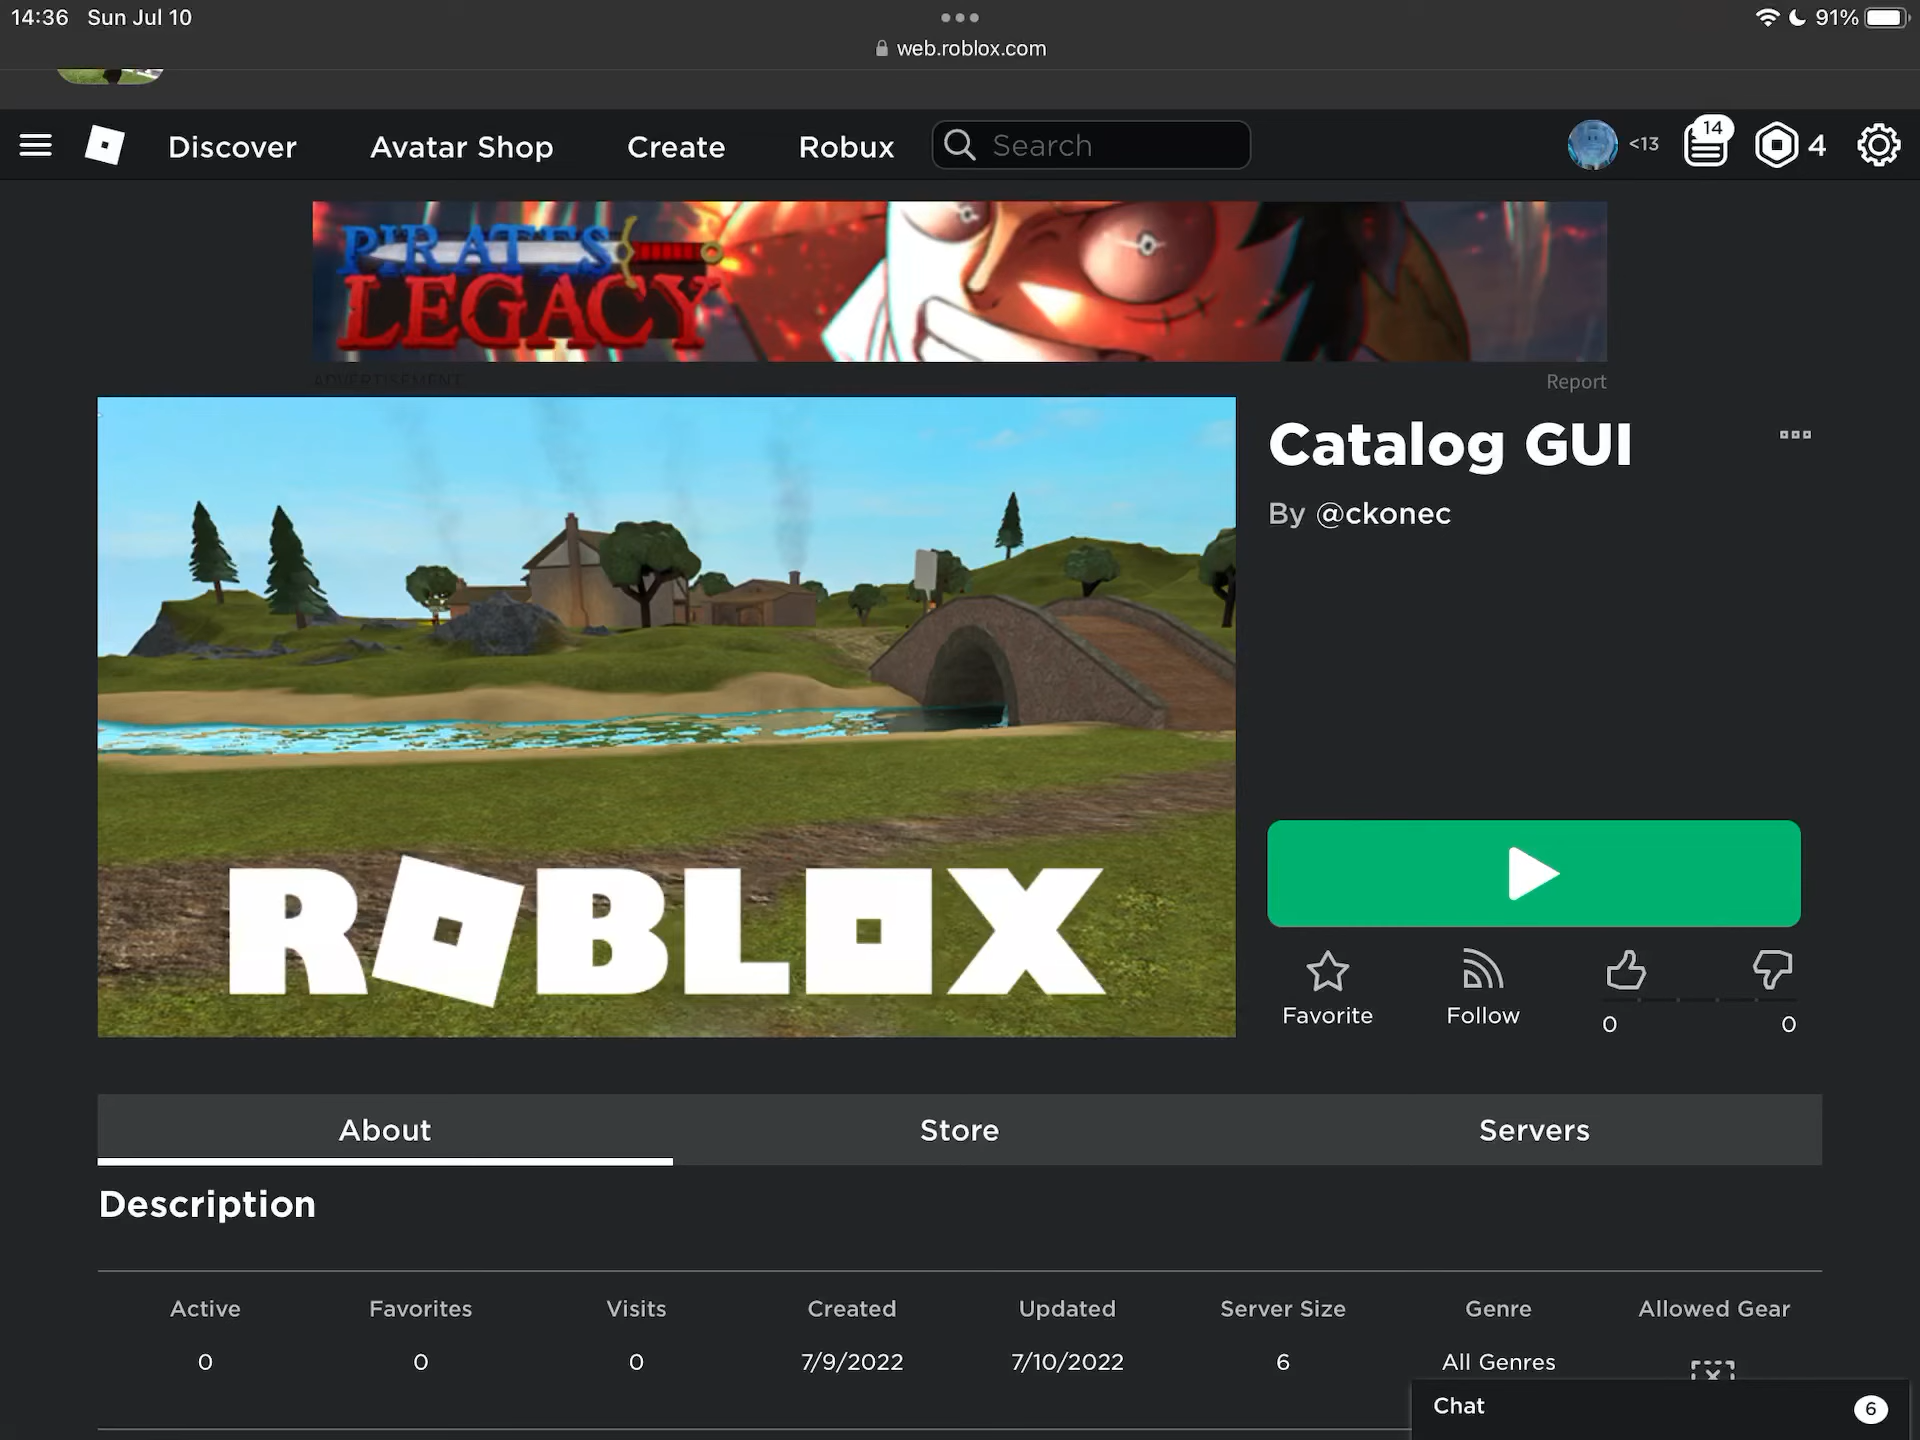 14:36 Sun Jul 10
91%
web.roblox.com
Discover Avatar Shop Create Robux Search <13 14 4
PIRATES
LEGACY
ADVERTISEMENT Report
Catalog GUI
By @ckonec
ROBLOX
Favorite Follow 0 0
About Store Servers
Description
Active Favorites Visits Created Updated Server Size Genre Allowed Gear
0 0 0 7/9/2022 7/10/2022 6 All Genres
Chat 6